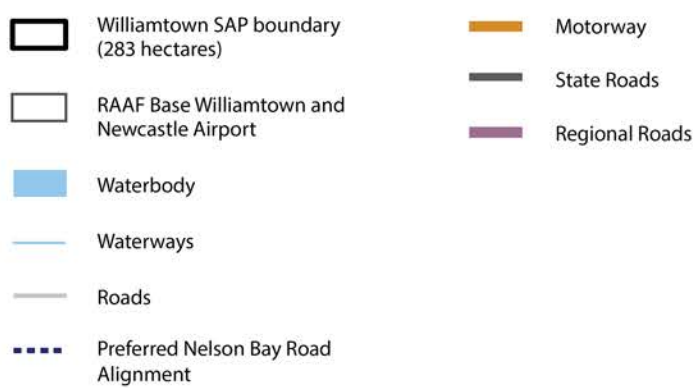 Williamtown SAP boundary
(283 hectares)
RAAF Base Williamtown and
Newcastle Airport
Waterbody
Waterways
Roads
Preferred Nelson Bay Road
Alignment
Motorway
State Roads
Regional Roads